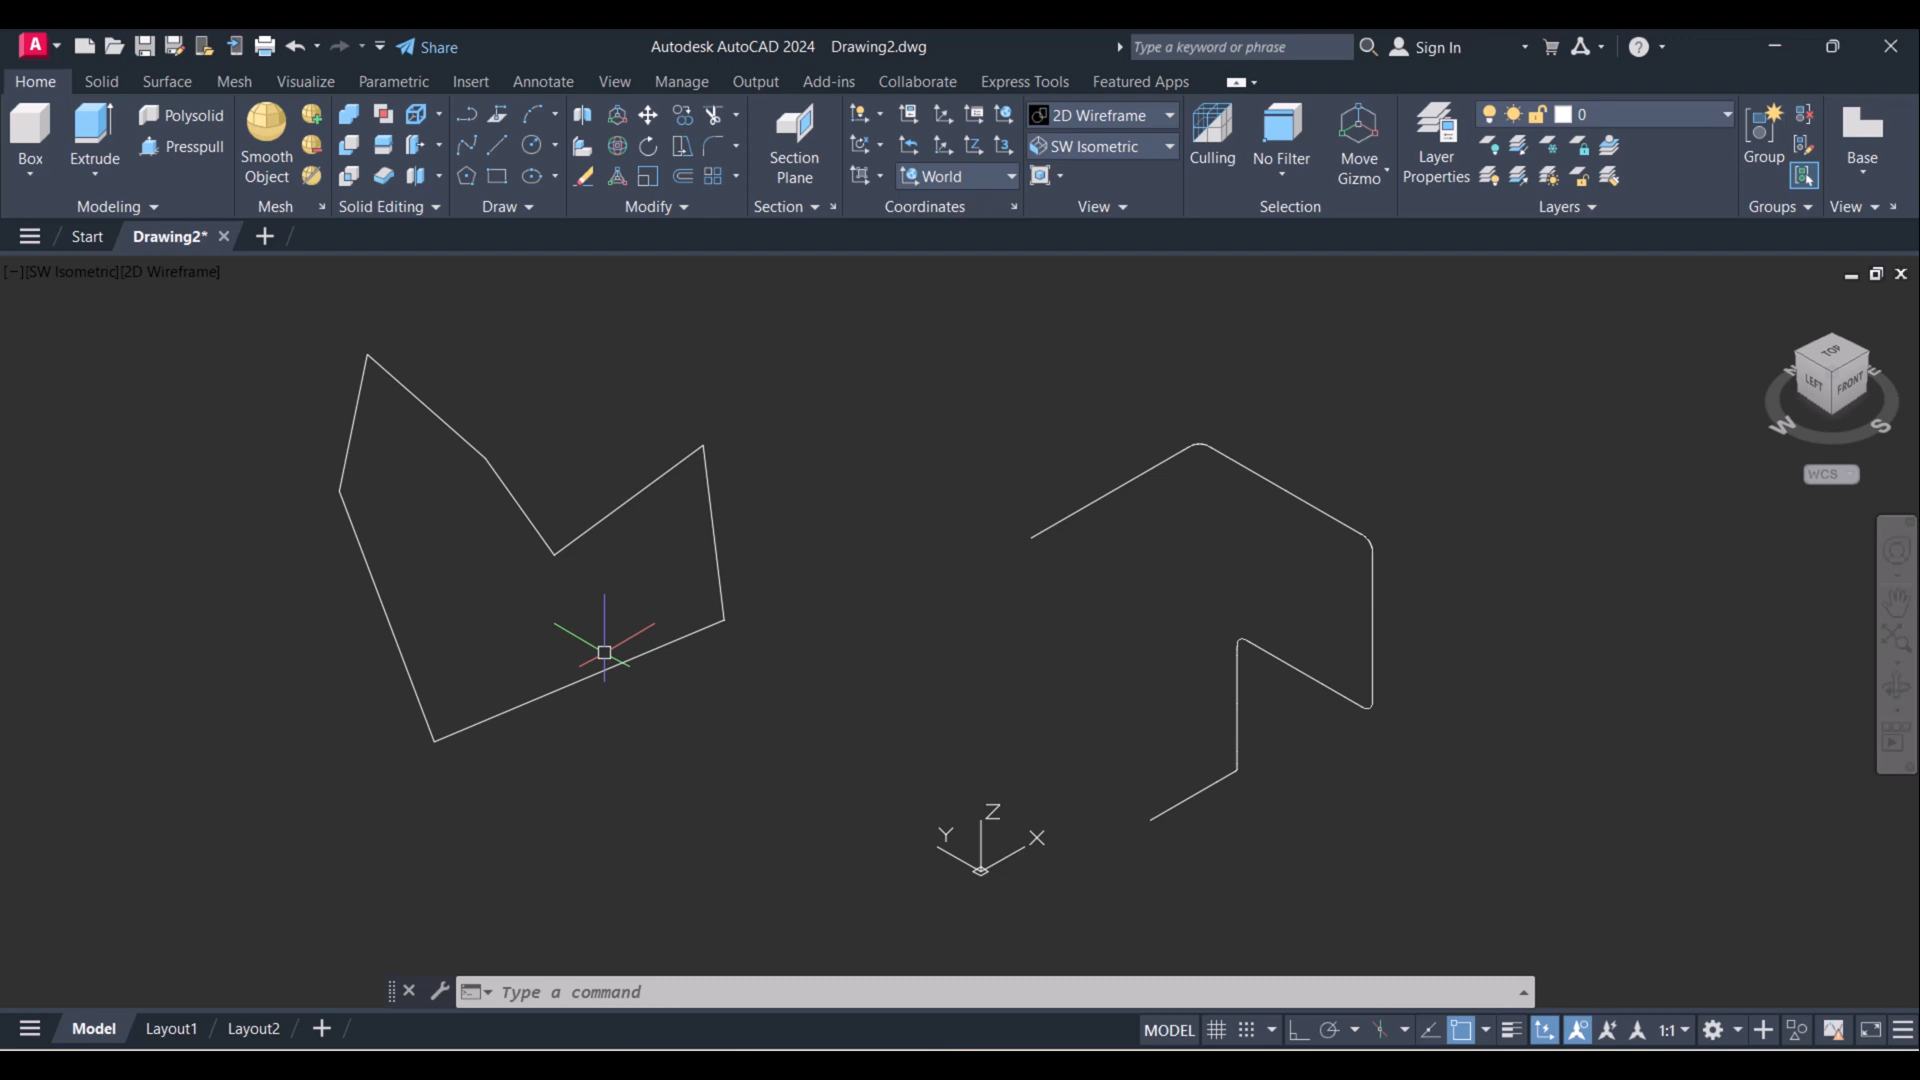 A Share Autodesk AutoCAD 2024 Drawing2.dwg Type a keyword or phrase Sign In
Home Solid Surface Mesh Visualize Parametric Insert Annotate View Manage Output Add-ins Collaborate Express Tools Featured Apps
Box Extrude Polysolid Presspull Smooth Object Section Plane World 2D Wireframe SW Isometric Culling No Filter Move Gizmo Layer Properties 0 Group Base
Modeling Mesh Solid Editing Draw Modify Section Coordinates View Selection Layers Groups View
Start Drawing2* 
[−][SW Isometric][2D Wireframe]
TOP
LEFT FRONT
W S
WCS
Z
Y X
Type a command
Model Layout1 Layout2 MODEL 1:1